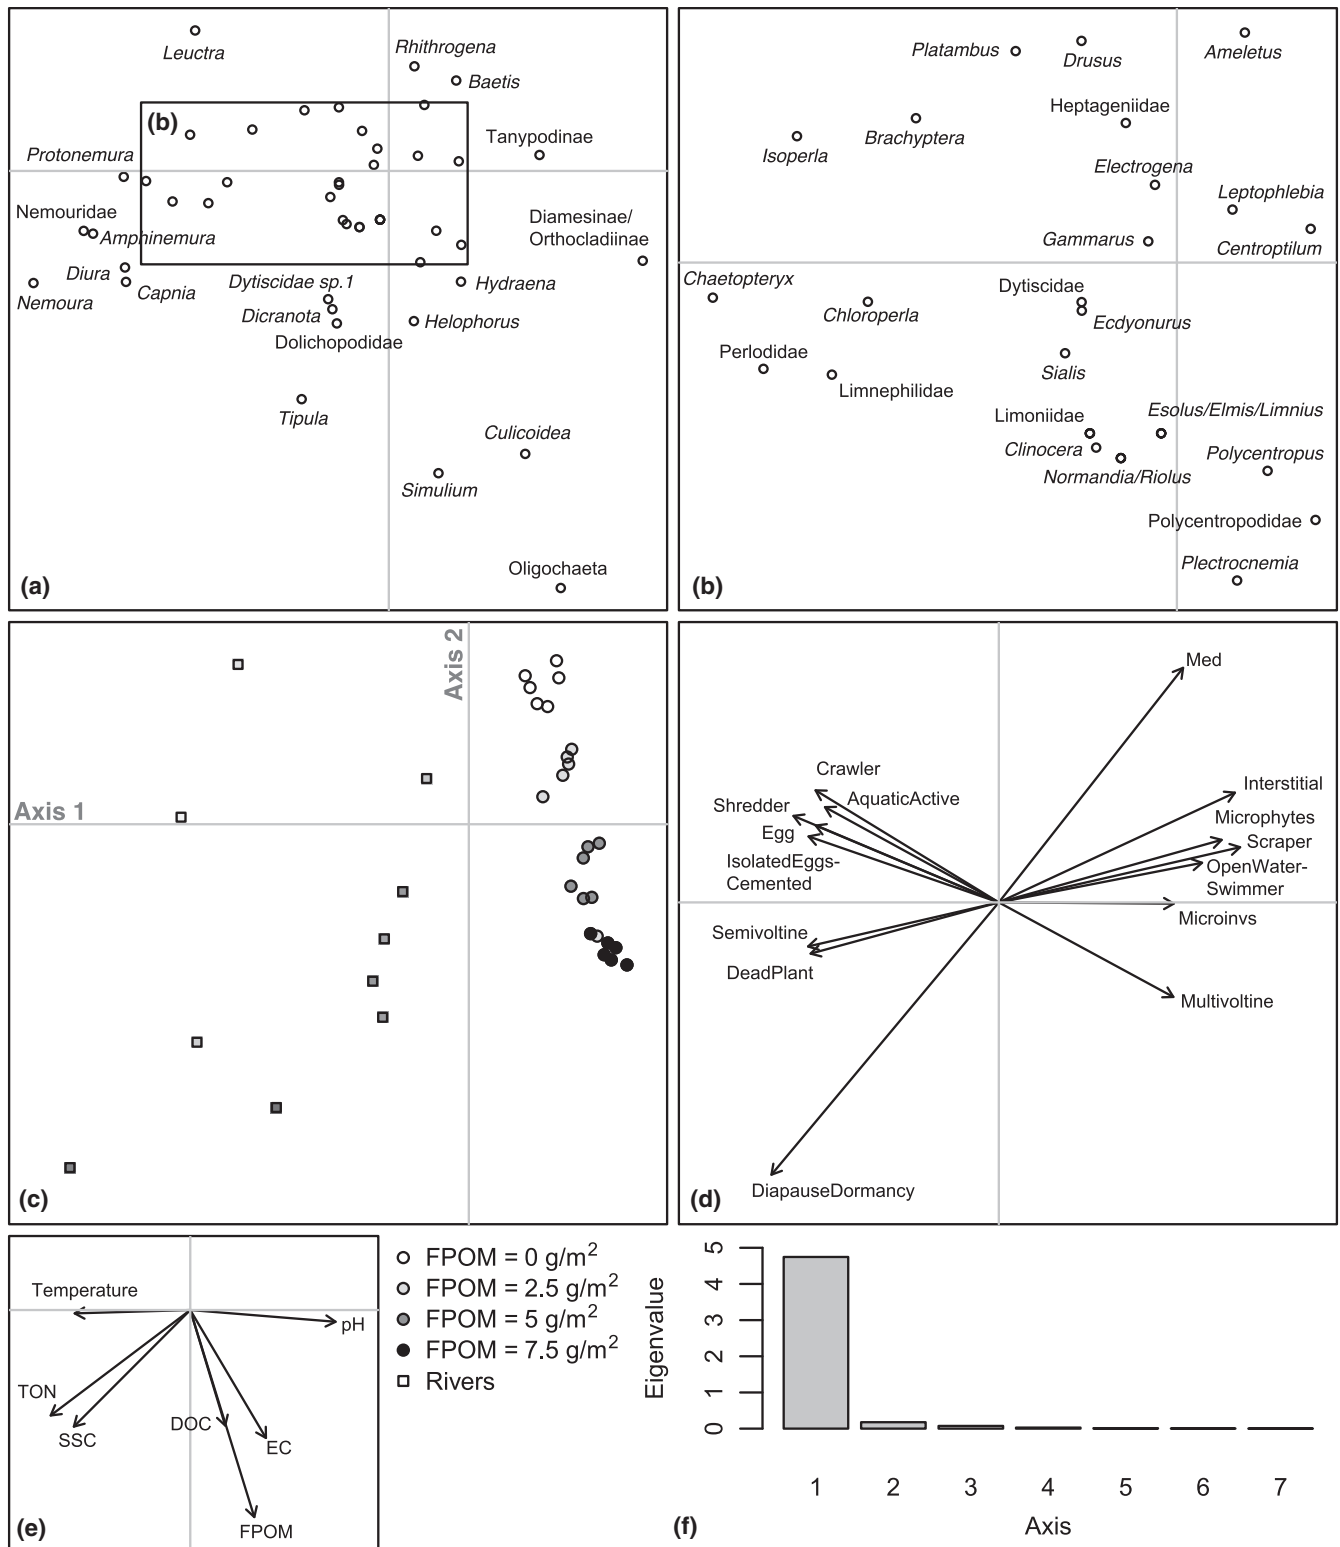 Leuctra
Rhithrogena
Baetis
(b)
Tanypodinae
Protonemura
Nemouridae
Amphinemura
Diamesinae/
Orthocladiinae
Diura
Capnia
Nemoura
Dytiscidae sp.1
Hydraena
Dicranota
Helophorus
Dolichopodidae
Tipula
Culicoidea
Simulium
Oligochaeta
(a)
Platambus
Drusus
Ameletus
Heptageniidae
Brachyptera
Isoperla
Electrogena
Leptophlebia
Gammarus
Centroptilum
Chaetopteryx
Dytiscidae
Chloroperla
Ecdyonurus
Perlodidae
Sialis
Limnephilidae
Esolus/Elmis/Limnius
Limoniidae
Clinocera
Polycentropus
Normandia/Riolus
Polycentropodidae
Plectrocnemia
(b)
Axis 2
Axis 1
(c)
Med
Crawler
Interstitial
AquaticActive
Shredder
Microphytes
Egg
Scraper
IsolatedEggs-
Cemented
OpenWater-
Swimmer
Microinvs
Semivoltine
DeadPlant
Multivoltine
DiapauseDormancy
(d)
Temperature
pH
TON
SSC
DOC
EC
FPOM
(e)
FPOM = 0 g/m²
FPOM = 2.5 g/m²
FPOM = 5 g/m²
FPOM = 7.5 g/m²
Rivers
Eigenvalue
5
4
3
2
1
0
1 2 3 4 5 6 7
Axis
(f)